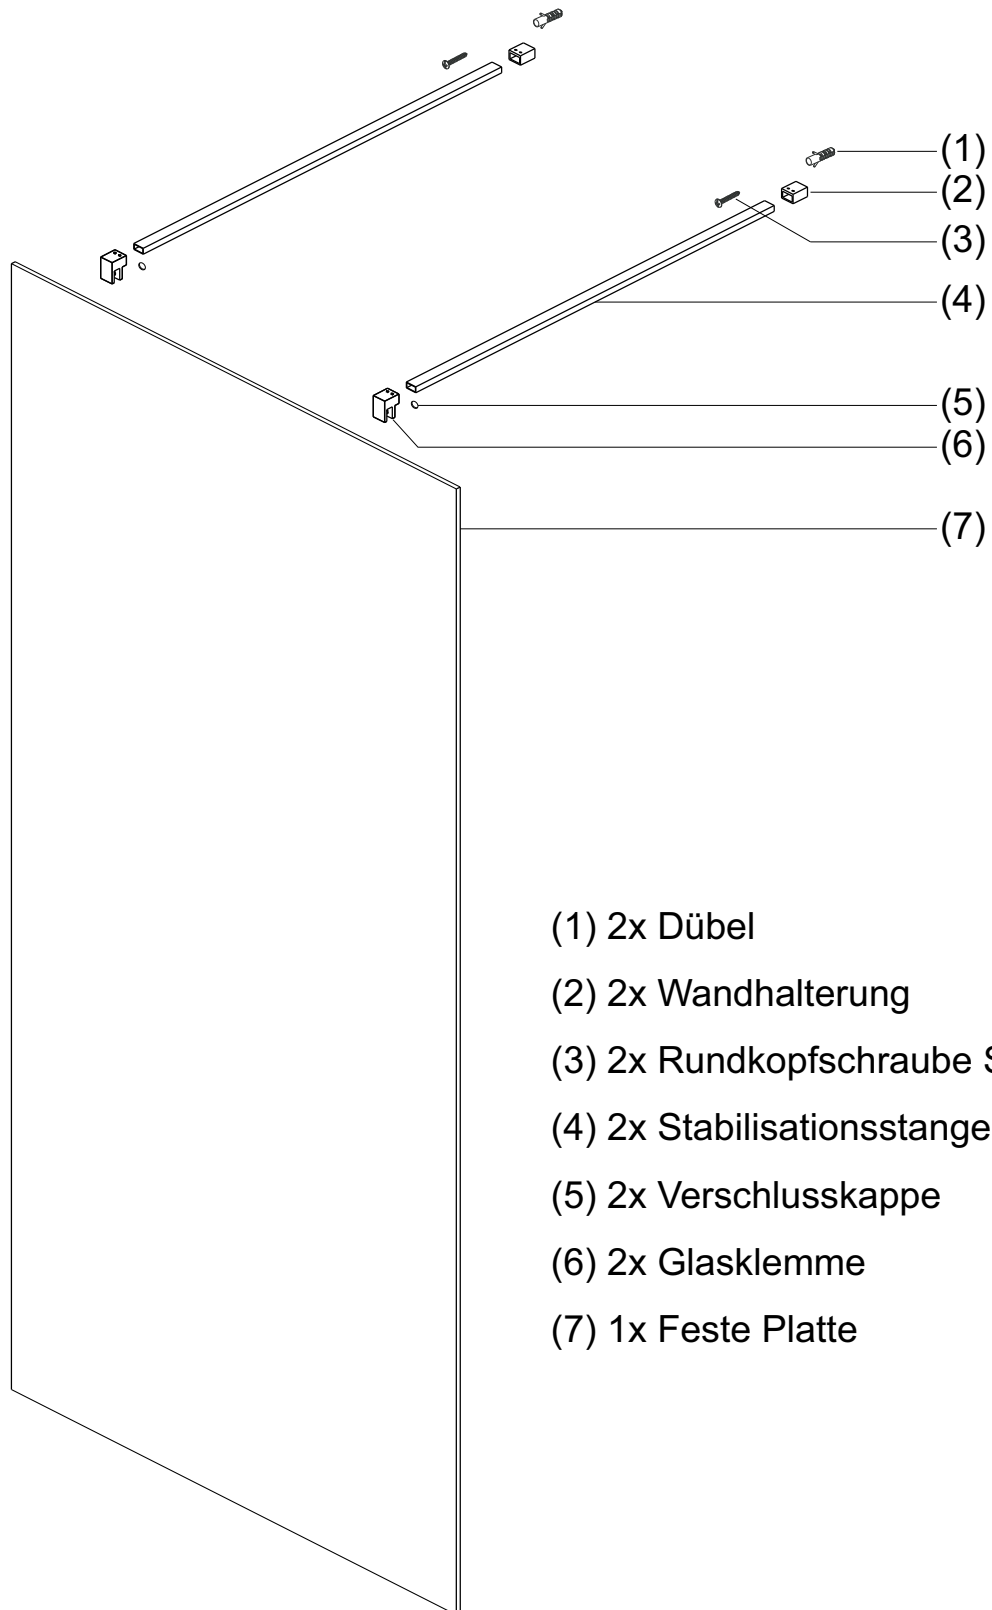 (1)
(2)
(3)
(4)
(5)
(6)
(7)
(1) 2x Dübel
(2) 2x Wandhalterung
(3) 2x Rundkopfschraube
(4) 2x Stabilisationsstange
(5) 2x Verschlusskappe
(6) 2x Glasklemme
(7) 1x Feste Platte